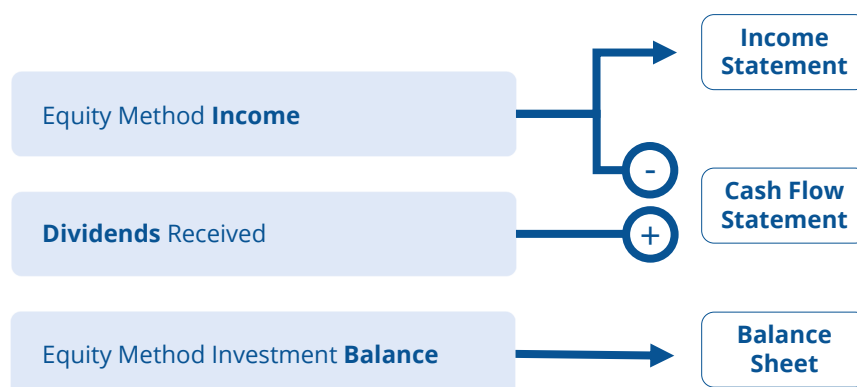 Income
Statement
Equity Method Income
-
Cash Flow
Statement
Dividends Received
+
Equity Method Investment Balance
Balance
Sheet